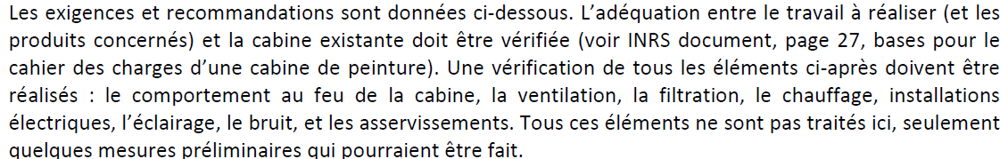 Les exigences et recommandations sont données ci-dessous. L’adéquation entre le travail à réaliser (et les
produits concernés) et la cabine existante doit être vérifiée (voir INRS document, page 27, bases pour le
cahier des charges d’une cabine de peinture). Une vérification de tous les éléments ci-après doivent être
réalisés : le comportement au feu de la cabine, la ventilation, la filtration, le chauffage, installations
électriques, l’éclairage, le bruit, et les asservissements. Tous ces éléments ne sont pas traités ici, seulement
quelques mesures préliminaires qui pourraient être fait.